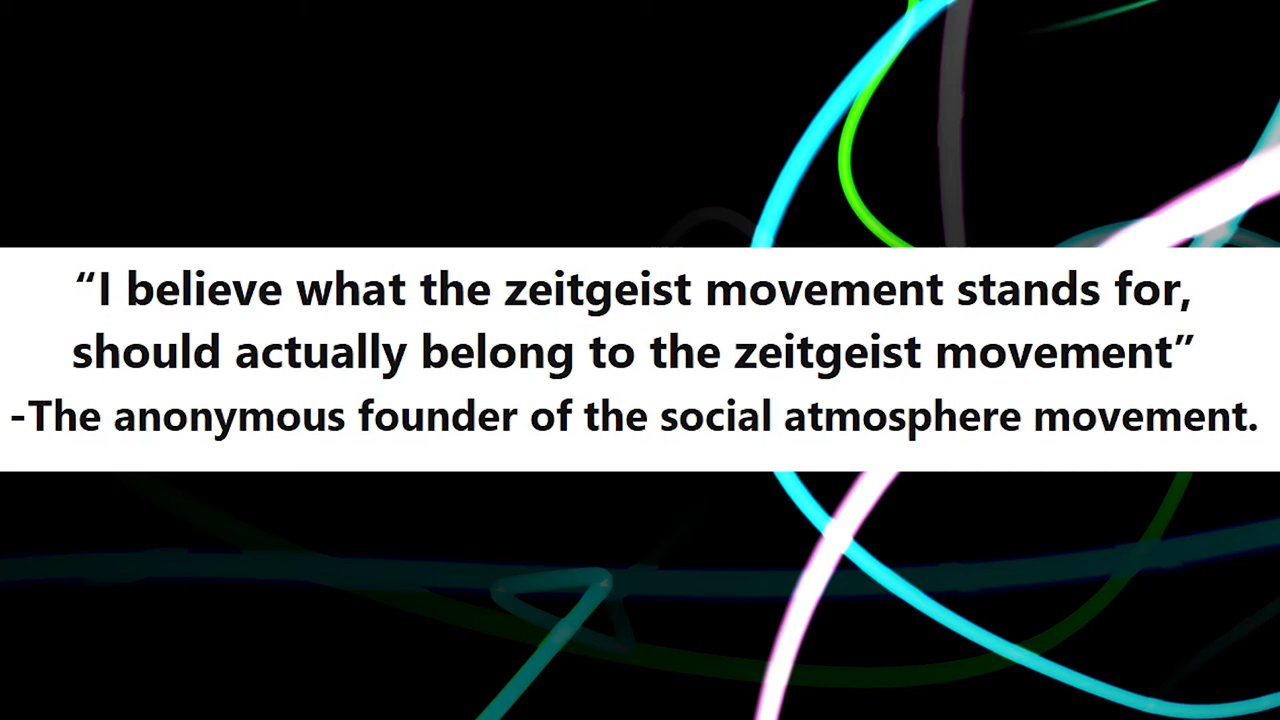 “I believe what the zeitgeist movement stands for,
should actually belong to the zeitgeist movement”
-The anonymous founder of the social atmosphere movement.